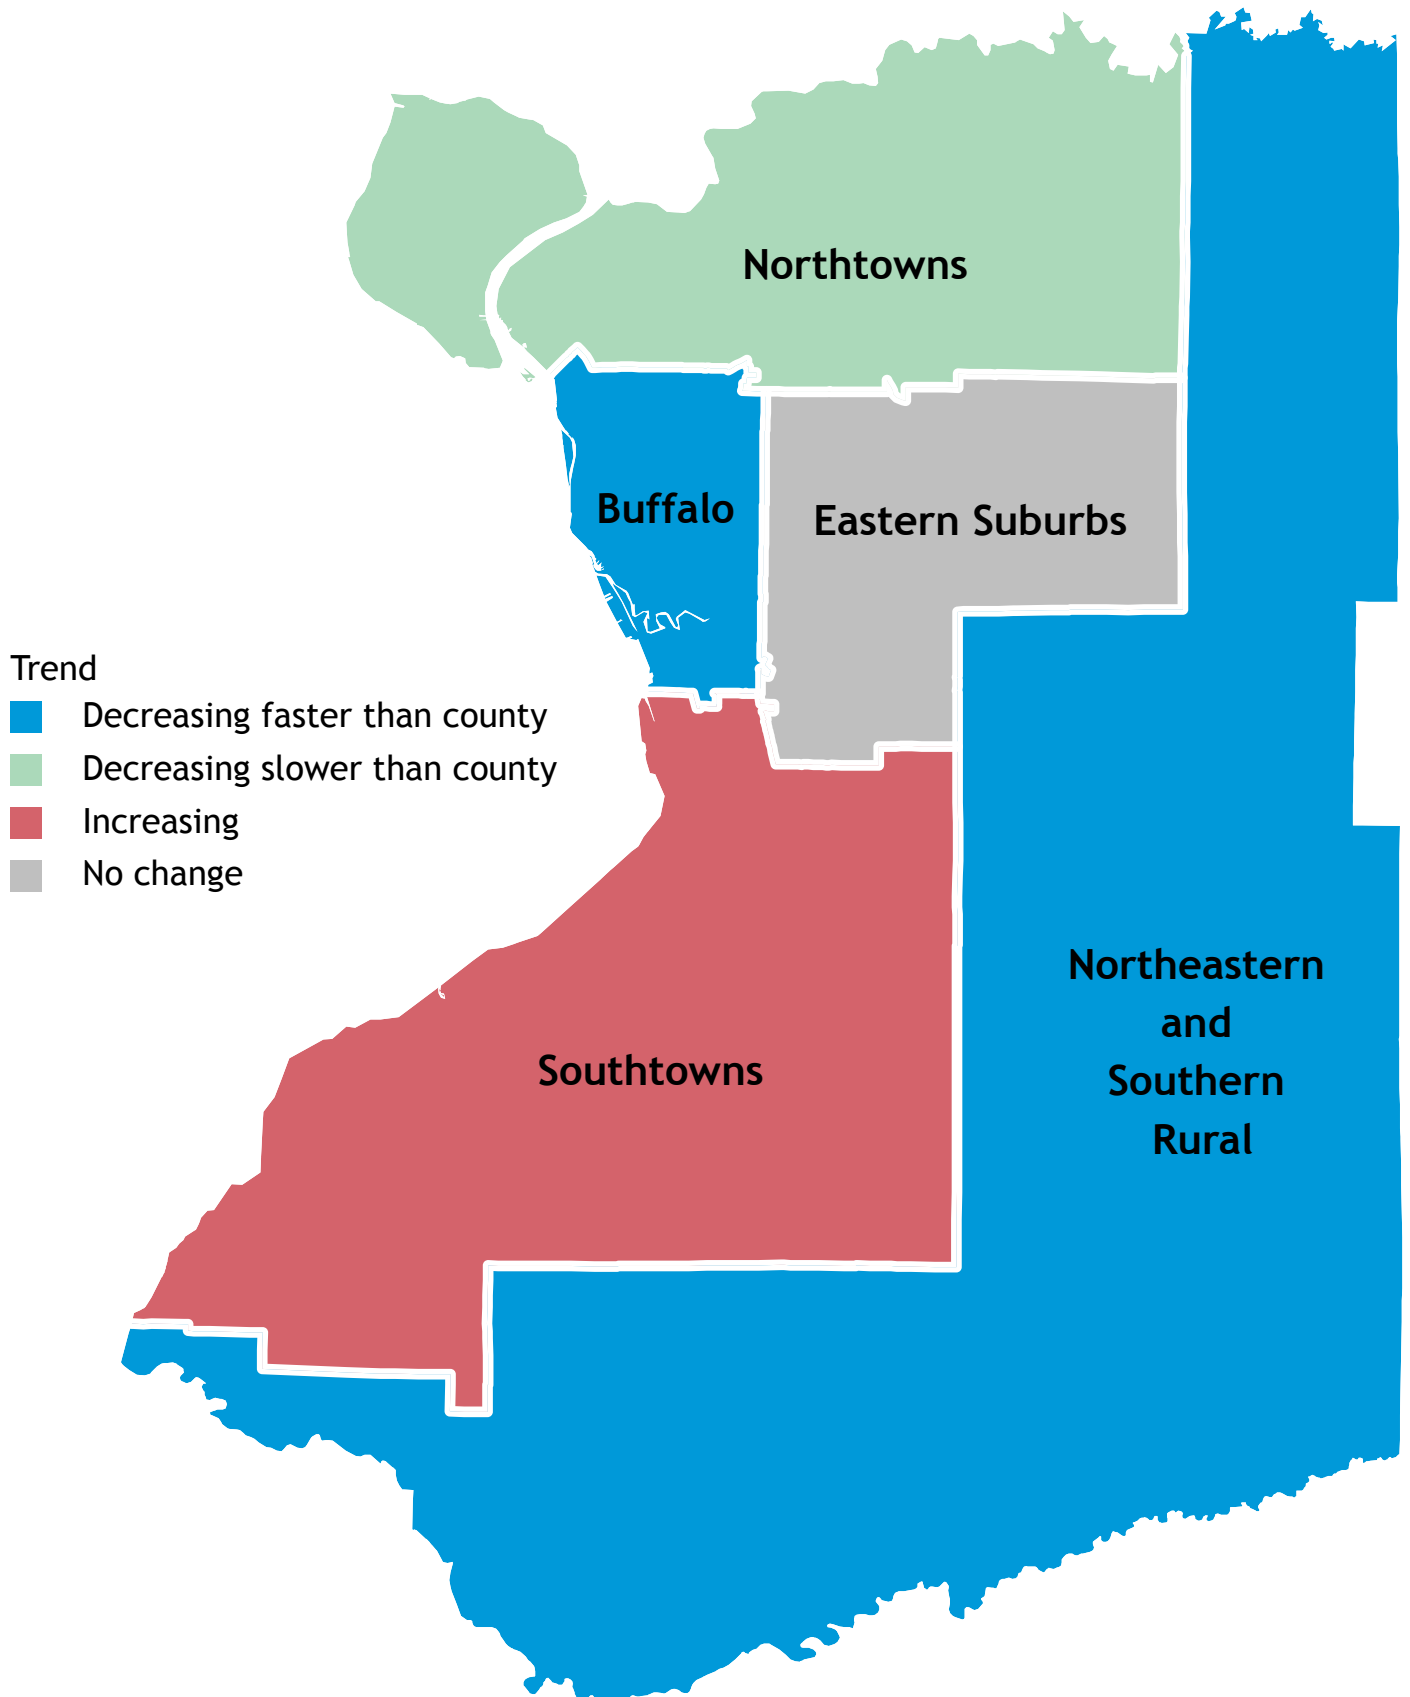 Northtowns
Buffalo
Eastern Suburbs
Trend
Decreasing faster than county
Decreasing slower than county
Increasing
No change
Northeastern
and
Southern
Rural
Southtowns